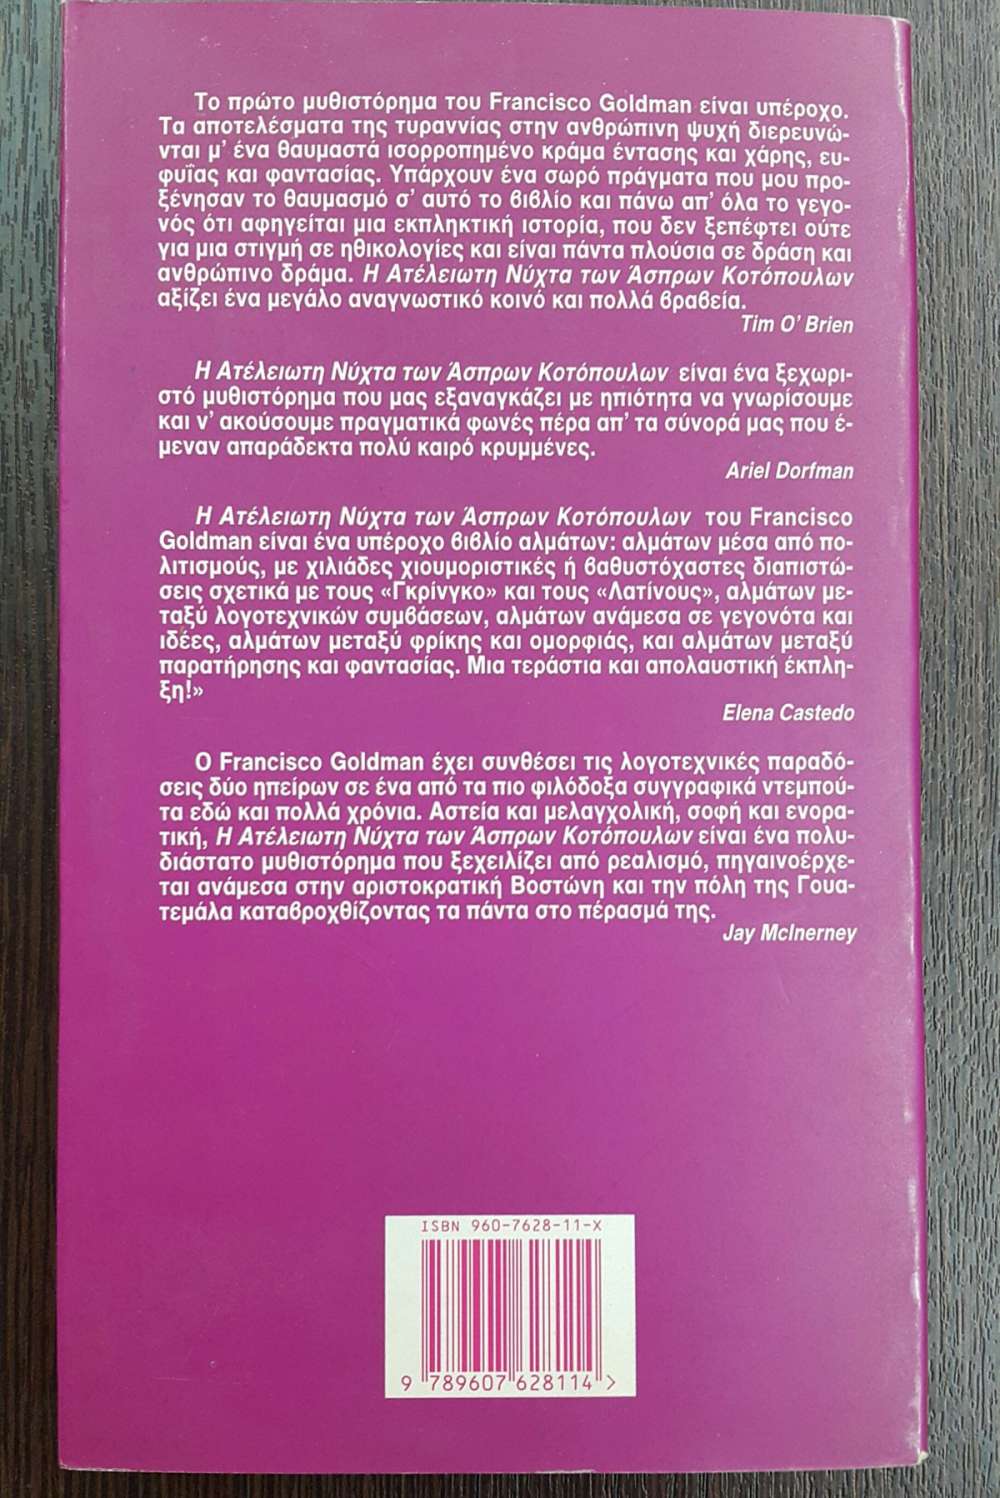 Το πρώτο μυθιστόρημα του Francisco Goldman είναι υπέροχο.
Τα αποτελέσματα της τυραννίας στην ανθρώπινη ψυχή διερευνώ-
νται μ' ένα θαυμαστά ισορροπημένο κράμα έντασης και χάρης, ευ-
φυΐας και φαντασίας. Υπάρχουν ένα σωρό πράγματα που μου προ-
ξένησαν το θαυμασμό σ' αυτό το βιβλίο και πάνω απ' όλα το γεγο-
νός ότι αφηγείται μια εκπληκτική ιστορία, που δεν ξεπέφτει ούτε
για μια στιγμή σε ηθικολογίες και είναι πάντα πλούσια σε δράση και
ανθρώπινο δράμα. Η Ατέλειωτη Νύχτα των Άσπρων Κοτόπουλων
αξίζει ένα μεγάλο αναγνωστικό κοινό και πολλά βραβεία.
Tim O' Brien
Η Ατέλειωτη Νύχτα των Άσπρων Κοτόπουλων είναι ένα ξεχωρι-
στό μυθιστόρημα που μας εξαναγκάζει με ηπιότητα να γνωρίσουμε
και ν' ακούσουμε πραγματικά φωνές πέρα απ' τα σύνορά μας που έ-
μεναν απαράδεκτα πολύ καιρό κρυμμένες.
Ariel Dorfman
Η Ατέλειωτη Νύχτα των Άσπρων Κοτόπουλων του Francisco
Goldman είναι ένα υπέροχο βιβλίο αλμάτων: αλμάτων μέσα από πο-
λιτισμούς, με χιλιάδες χιουμοριστικές ή βαθυστόχαστες διαπιστώ-
σεις σχετικά με τους «Γκρίνγκο» και τους «Λατίνους», αλμάτων με-
ταξύ λογοτεχνικών συμβάσεων, αλμάτων ανάμεσα σε γεγονότα και
ιδέες, αλμάτων μεταξύ φρίκης και ομορφιάς, και αλμάτων μεταξύ
παρατήρησης και φαντασίας. Μια τεράστια και απολαυστική έκπλη-
ξη!»
Elena Castedo
Ο Francisco Goldman έχει συνθέσει τις λογοτεχνικές παραδό-
σεις δύο ηπείρων σε ένα από τα πιο φιλόδοξα συγγραφικά ντεμπού-
τα εδώ και πολλά χρόνια. Αστεία και μελαγχολική, σοφή και ενορα-
τική, Η Ατέλειωτη Νύχτα των Άσπρων Κοτόπουλων είναι ένα πολυ-
διάστατο μυθιστόρημα που ξεχειλίζει από ρεαλισμό, πηγαινοέρχε-
ται ανάμεσα στην αριστοκρατική Βοστώνη και την πόλη της Γουα-
τεμάλα καταβροχθίζοντας τα πάντα στο πέρασμά της.
Jay McInerney
ISBN 960-7628-11-X
9 789607 628114 >